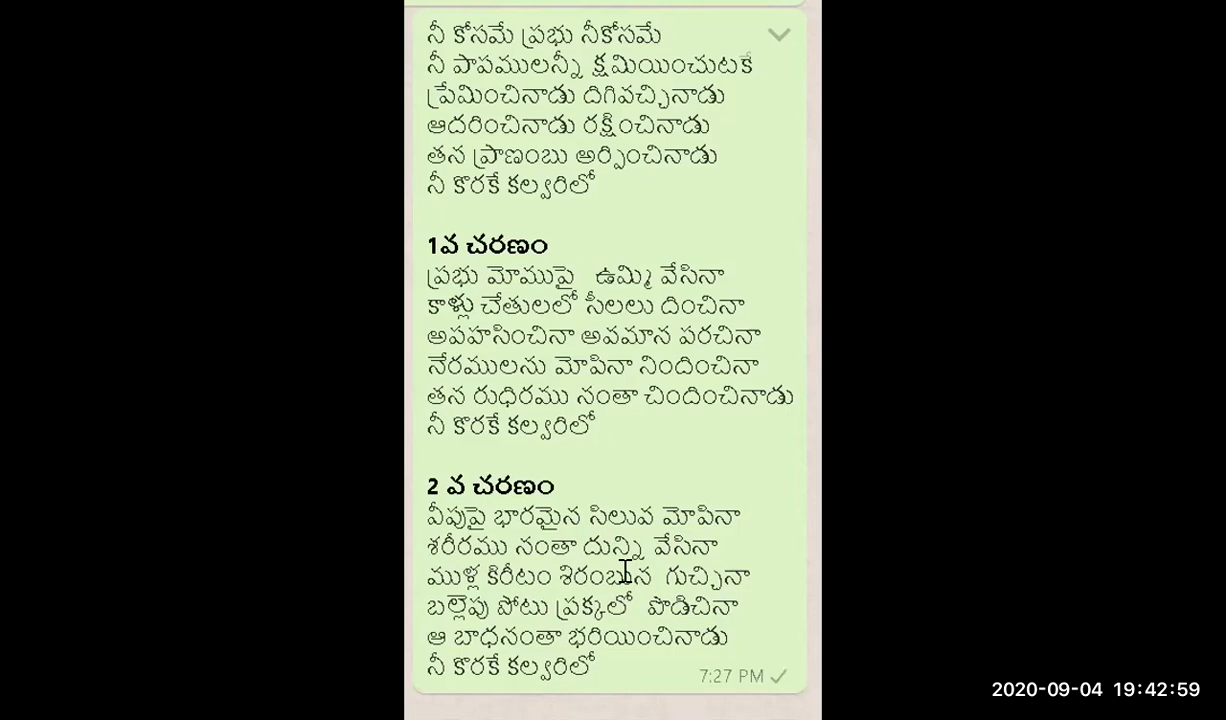 నీ కోసమే ప్రభు నీకోసమే
నీ పాపములన్నీ క్షమియించుటకే
ప్రేమించినాడు దిగివచ్చినాడు
ఆదరించినాడు రక్షించినాడు
తన ప్రాణంబు అర్పించినాడు
నీ కొరకే కల్వరిలో
1వ చరణం
ప్రభు మోముపై ఉమ్మి వేసినా
కాళ్లు చేతులలో సీలలు దించినా
అపహసించినా అవమాన పరచినా
నేరములను మోపినా నిందించినా
తన రుధిరము నంతా చిందించినాడు
నీ కొరకే కల్వరిలో
2 వ చరణం
వీపుపై భారమైన సిలువ మోపినా
శరీరము నంతా దున్ని వేసినా
ముళ్ల కిరీటం శిరంబున గుచ్చినా
బల్లెపు పోటు ప్రక్కలో పొడిచినా
ఆ బాధనంతా భరియించినాడు
నీ కొరకే కల్వరిలో
7:27 PM
2020-09-04 19:42:59